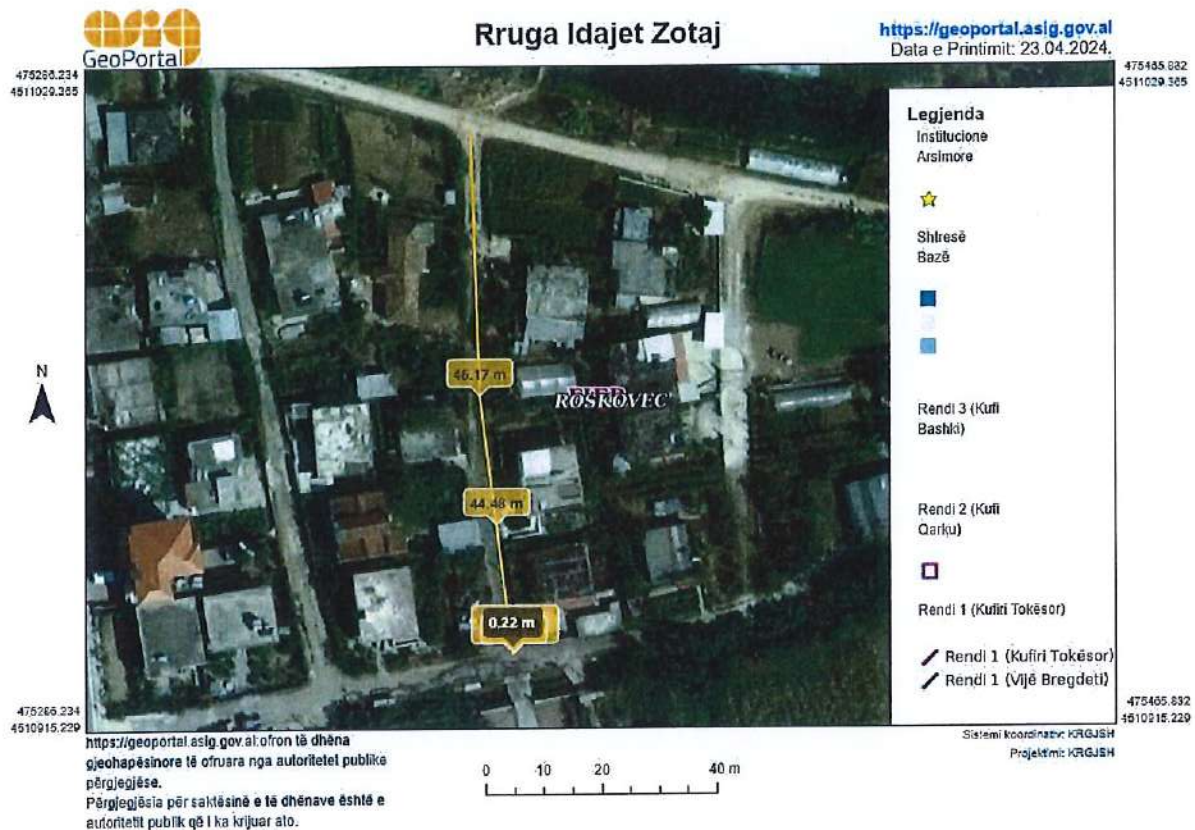 asig
GeoPortal
Rruga Idajet Zotaj
https://geoportal.asig.gov.al
Data e Printimit: 23.04.2024.
475286.234
4511029.365
475465.832
4511029.365
Legjenda
Institucione
Arsimore
Shtresë
Bazë
46.17 m
FIER
ROSKOVEC
N
Rendi 3 (Kufi
Bashki)
44.48 m
Rendi 2 (Kufi
Qarku)
Rendi 1 (Kufiri Tokësor)
0,22 m
Rendi 1 (Kufiri Tokësor)
Rendi 1 (Vijë Bregdeti)
475286.234
4510915.229
475465.832
4510915.229
https://geoportal.asig.gov.al:ofron të dhëna
gjeohapësinore të ofruara nga autoritetet publike
përgjegjëse.
Përgjegjësia për saktësinë e të dhënave është e
autoritetit publik që i ka krijuar ato.
Sistemi koordinativ: KRGJSH
Projektimi: KRGJSH
0 10 20 40 m